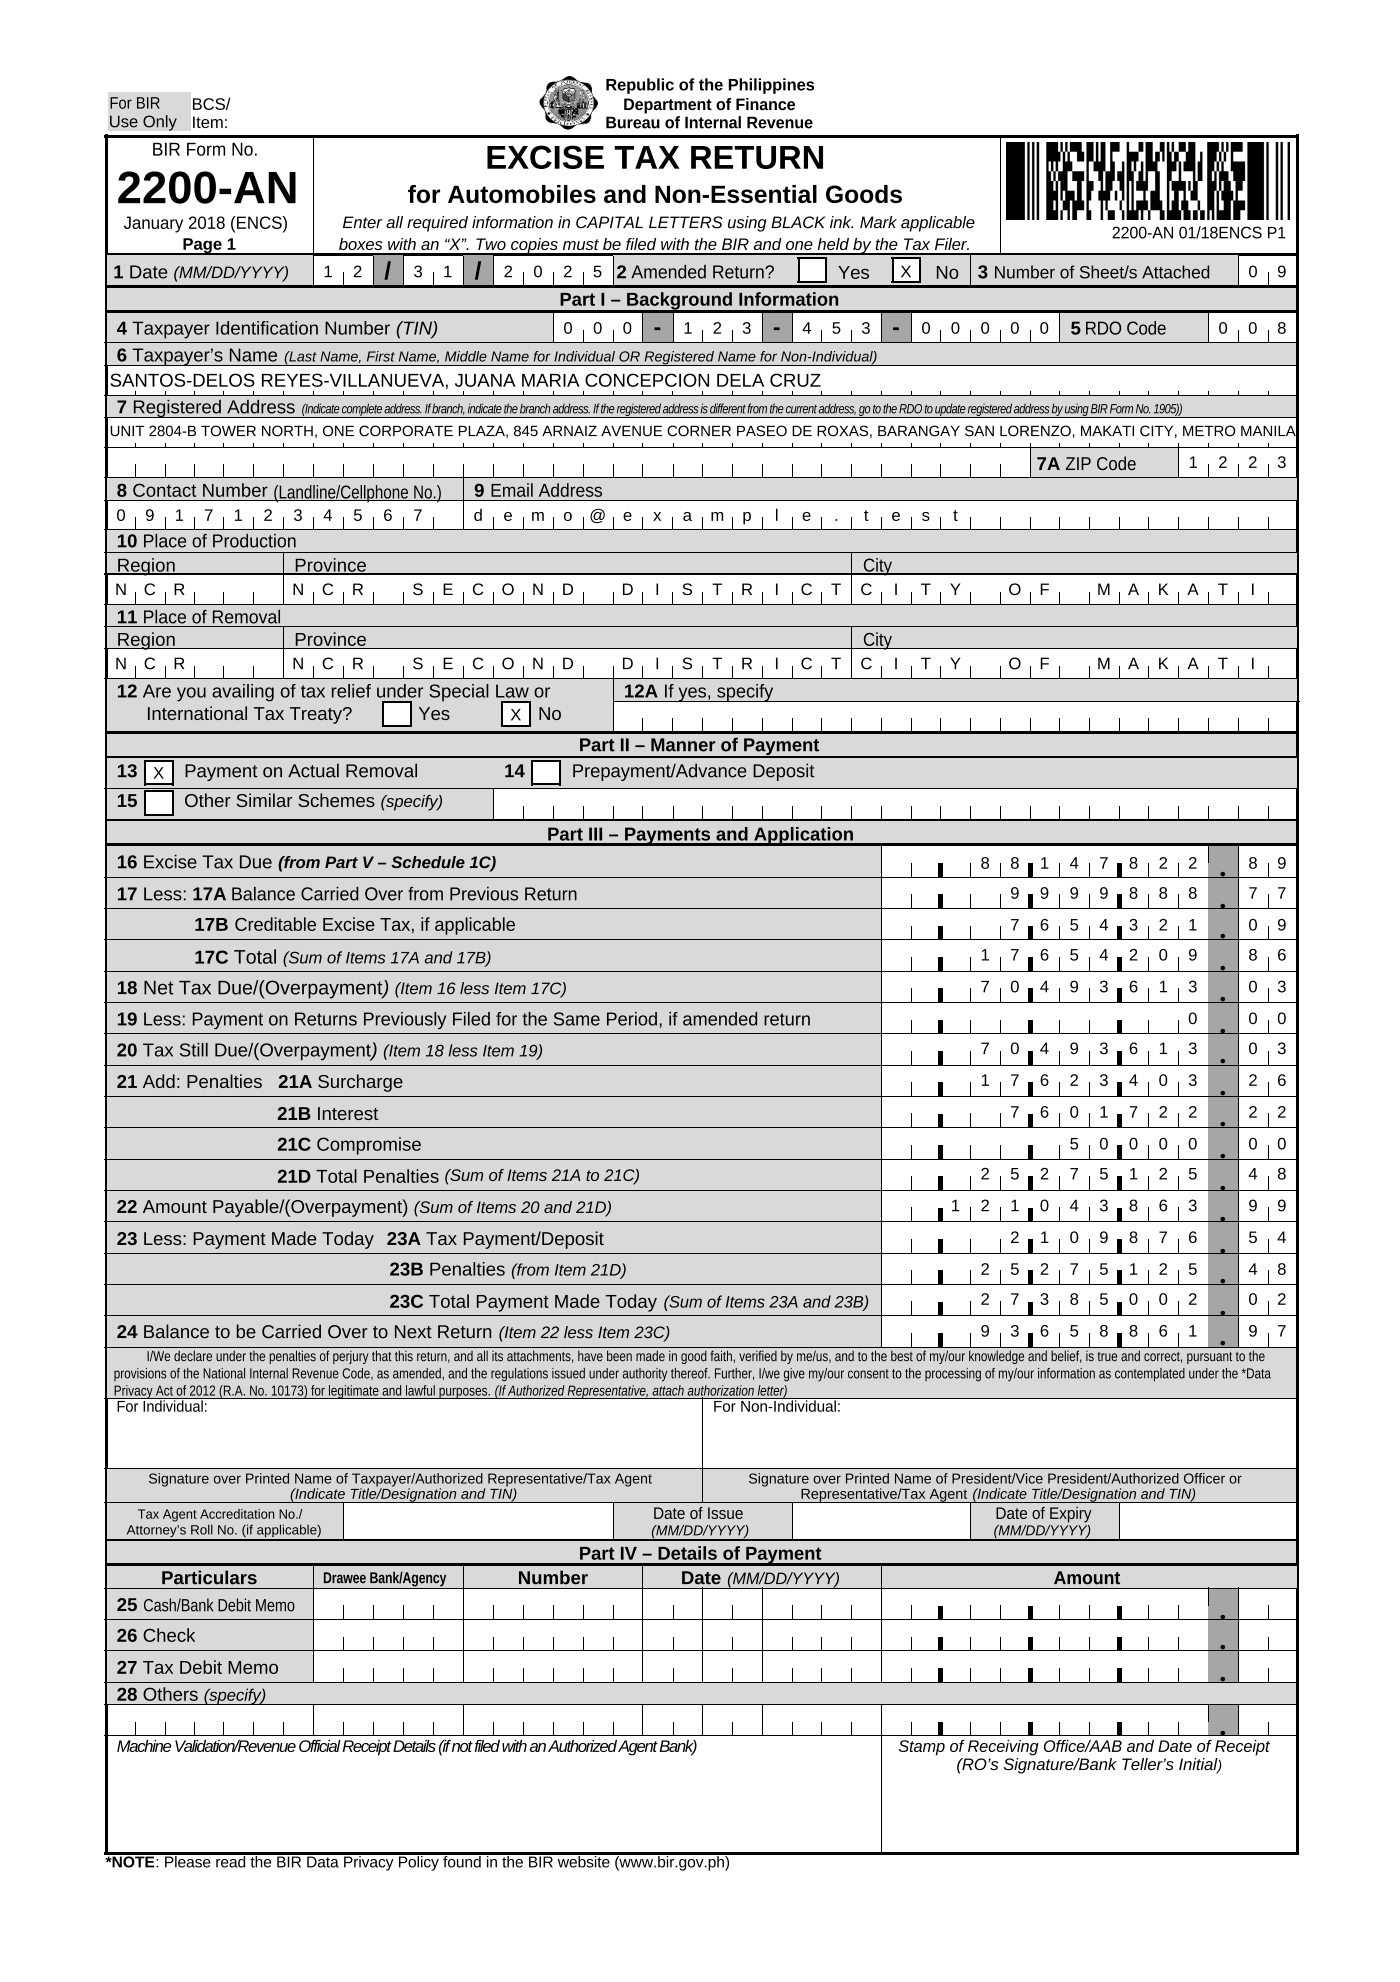 For BIR
Use Only
BCS/
Item:
Republic of the Philippines
Department of Finance
Bureau of Internal Revenue
BIR Form No.
2200-AN
January 2018 (ENCS)
Page 1
EXCISE TAX RETURN
for Automobiles and Non-Essential Goods
Enter all required information in CAPITAL LETTERS using BLACK ink. Mark applicable
boxes with an “X”. Two copies must be filed with the BIR and one held by the Tax Filer.
2200-AN 01/18ENCS P1
1 Date (MM/DD/YYYY) 12 / 31 / 2025 2 Amended Return? Yes X No 3 Number of Sheet/s Attached 09
Part I – Background Information
4 Taxpayer Identification Number (TIN) 000 - 123 - 453 - 00000 5 RDO Code 008
6 Taxpayer’s Name (Last Name, First Name, Middle Name for Individual OR Registered Name for Non-Individual)
SANTOS-DELOS REYES-VILLANUEVA, JUANA MARIA CONCEPCION DELA CRUZ
7 Registered Address (Indicate complete address. If branch, indicate the branch address. If the registered address is different from the current address, go to the RDO to update registered address by using BIR Form No. 1905))
UNIT 2804-B TOWER NORTH, ONE CORPORATE PLAZA, 845 ARNAIZ AVENUE CORNER PASEO DE ROXAS, BARANGAY SAN LORENZO, MAKATI CITY, METRO MANILA
7A ZIP Code 1223
8 Contact Number (Landline/Cellphone No.) 9 Email Address
09171234567 demo@example.test
10 Place of Production
Region Province City
NCR NCR SECOND DISTRICT CITY OF MAKATI
11 Place of Removal
Region Province City
NCR NCR SECOND DISTRICT CITY OF MAKATI
12 Are you availing of tax relief under Special Law or
International Tax Treaty? Yes X No
12A If yes, specify
Part II – Manner of Payment
13 X Payment on Actual Removal 14 Prepayment/Advance Deposit
15 Other Similar Schemes (specify)
Part III – Payments and Application
16 Excise Tax Due (from Part V – Schedule 1C) 88147822.89
17 Less: 17A Balance Carried Over from Previous Return 9999888.77
17B Creditable Excise Tax, if applicable 7654321.09
17C Total (Sum of Items 17A and 17B) 17654209.86
18 Net Tax Due/(Overpayment) (Item 16 less Item 17C) 70493613.03
19 Less: Payment on Returns Previously Filed for the Same Period, if amended return 0.00
20 Tax Still Due/(Overpayment) (Item 18 less Item 19) 70493613.03
21 Add: Penalties 21A Surcharge 17623403.26
21B Interest 7601722.22
21C Compromise 50000.00
21D Total Penalties (Sum of Items 21A to 21C) 25275125.48
22 Amount Payable/(Overpayment) (Sum of Items 20 and 21D) 121043863.99
23 Less: Payment Made Today 23A Tax Payment/Deposit 2109876.54
23B Penalties (from Item 21D) 25275125.48
23C Total Payment Made Today (Sum of Items 23A and 23B) 27385002.02
24 Balance to be Carried Over to Next Return (Item 22 less Item 23C) 93658861.97
I/We declare under the penalties of perjury that this return, and all its attachments, have been made in good faith, verified by me/us, and to the best of my/our knowledge and belief, is true and correct, pursuant to the
provisions of the National Internal Revenue Code, as amended, and the regulations issued under authority thereof. Further, I/we give my/our consent to the processing of my/our information as contemplated under the *Data
Privacy Act of 2012 (R.A. No. 10173) for legitimate and lawful purposes. (If Authorized Representative, attach authorization letter)
For Individual: For Non-Individual:
Signature over Printed Name of Taxpayer/Authorized Representative/Tax Agent
(Indicate Title/Designation and TIN)
Signature over Printed Name of President/Vice President/Authorized Officer or
Representative/Tax Agent (Indicate Title/Designation and TIN)
Tax Agent Accreditation No./
Attorney’s Roll No. (if applicable)
Date of Issue
(MM/DD/YYYY)
Date of Expiry
(MM/DD/YYYY)
Part IV – Details of Payment
Particulars Drawee Bank/Agency Number Date (MM/DD/YYYY) Amount
25 Cash/Bank Debit Memo
26 Check
27 Tax Debit Memo
28 Others (specify)
Machine Validation/Revenue Official Receipt Details (if not filed with an Authorized Agent Bank)
Stamp of Receiving Office/AAB and Date of Receipt
(RO’s Signature/Bank Teller’s Initial)
*NOTE: Please read the BIR Data Privacy Policy found in the BIR website (www.bir.gov.ph)